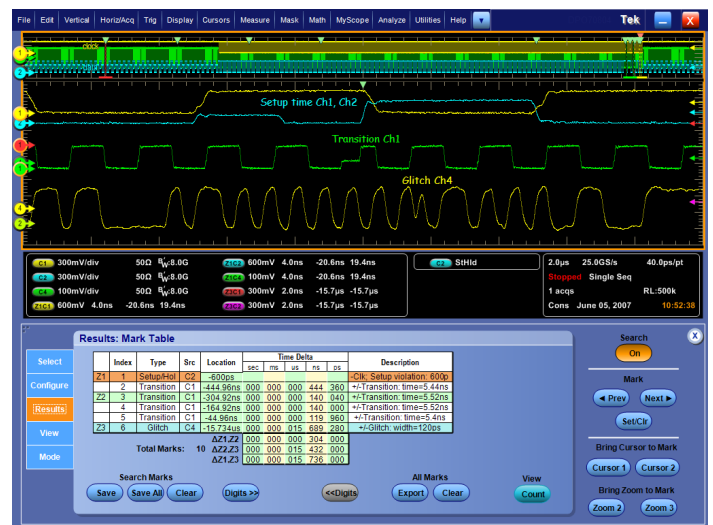 File Edit Vertical Horiz/Acq Trig Display Cursors Measure Mask Math MyScope Analyze Utilities Help Tek X
clock
Setup time Ch1, Ch2
Transition Ch1
Glitch Ch4
C1 300mV/div 50Ω BW:8.0G Z1C2 600mV 4.0ns -20.6ns 19.4ns C2 StHld 2.0µs 25.0GS/s 40.0ps/pt
C2 300mV/div 50Ω BW:8.0G Z1C4 100mV 4.0ns -20.6ns 19.4ns Stopped Single Seq
C4 100mV/div 50Ω BW:8.0G Z3C1 300mV 2.0ns -15.7µs -15.7µs 1 acqs RL:500k
Z1C1 600mV 4.0ns -20.6ns 19.4ns 300mV 2.0ns -15.7µs -15.7µs Cons June 05, 2007 10:52:38
Results: Mark Table X
Select
Configure
Results
View
Mode
Time Delta
Index Type Src Location sec ms us ns ps Description
Z1 1 Setup/Hol C2 -600ps -Clk; Setup violation: 600p
2 Transition C1 -444.96ns 000 000 000 444 360 +/-Transition: time=5.44ns
Z2 3 Transition C1 -304.92ns 000 000 000 140 040 +/-Transition: time=5.52ns
4 Transition C1 -164.92ns 000 000 000 140 000 +/-Transition: time=5.52ns
5 Transition C1 -44.96ns 000 000 000 119 960 +/-Transition: time=5.4ns
Z3 6 Glitch C4 -15.734us 000 000 015 689 280 +/-Glitch: width=120ps
ΔZ1.Z2 000 000 000 304 000
Total Marks: 10 ΔZ2.Z3 000 000 015 432 000
ΔZ1.Z3 000 000 015 736 000
Search Marks
Save Save All Clear Digits >> <<Digits
All Marks
Export Clear
View
Count
Search
On
Mark
Prev Next
Set/Clr
Bring Cursor to Mark
Cursor 1 Cursor 2
Bring Zoom to Mark
Zoom 2 Zoom 3